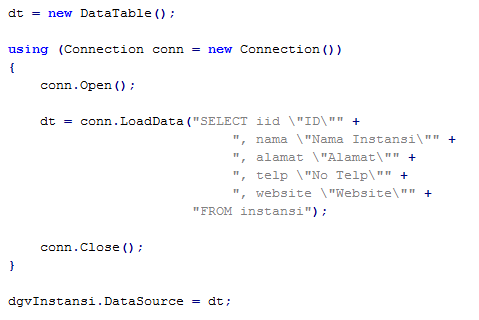 dt = new DataTable();
using (Connection conn = new Connection())
{
conn.Open();
dt = conn.LoadData("SELECT iid \"ID\"" +
", nama \"Nama Instansi\"" +
", alamat \"Alamat\"" +
", telp \"No Telp\"" +
", website \"Website\"" +
"FROM instansi");
conn.Close();
}
dgvInstansi.DataSource = dt;